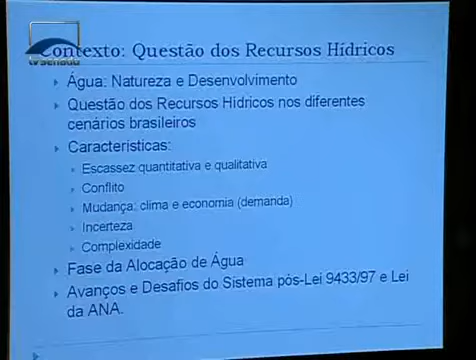 Contexto: Questão dos Recursos Hídricos
tv senado
Água: Natureza e Desenvolvimento
Questão dos Recursos Hídricos nos diferentes
cenários brasileiros
Características:
Escassez quantitativa e qualitativa
Conflito
Mudança: clima e economia (demanda)
Incerteza
Complexidade
Fase da Alocação de Água
Avanços e Desafios do Sistema pós-Lei 9433/97 e Lei
da ANA.